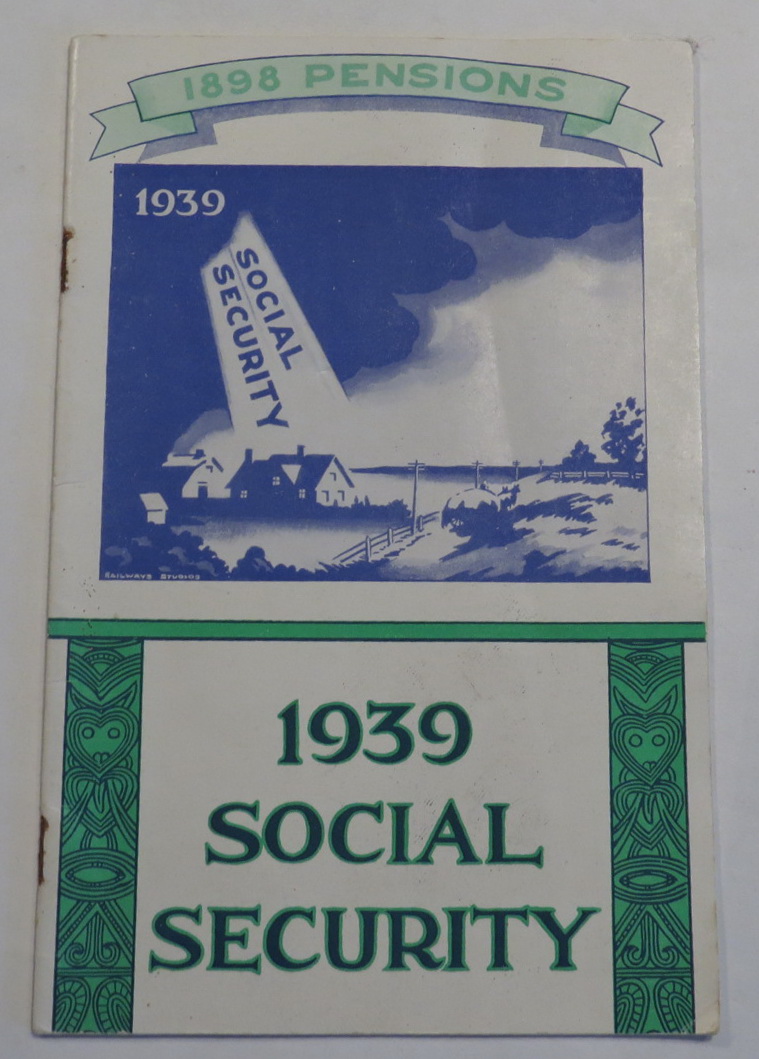 1898 PENSIONS
1939
SOCIAL
SECURITY
RAILWAYS STUDIOS
1939
SOCIAL
SECURITY